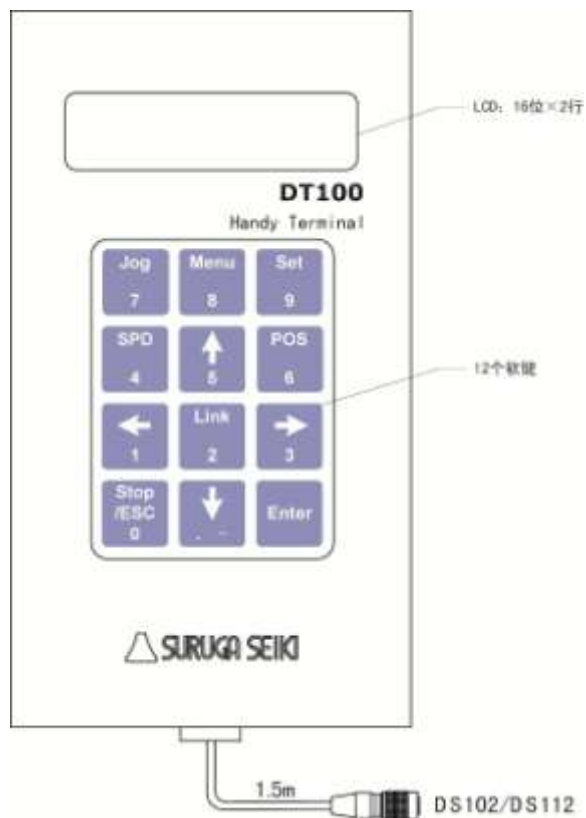 LCD: 16位×2行
DT100
Handy Terminal
Jog Menu Set
7 8 9
SPD POS
4 5 6
12个软键
Link
1 2 3
Stop
/ESC Enter
0 . -
SURUGA SEIKI
1.5m
DS102/DS112